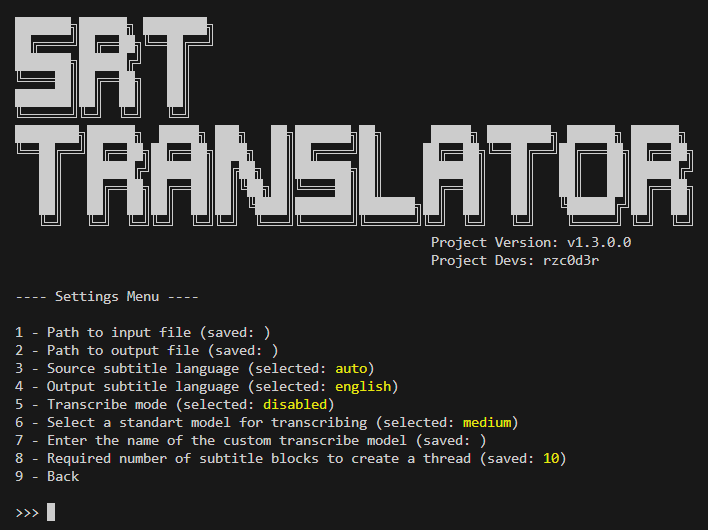 SRT
TRANSLATOR
Project Version: v1.3.0.0
Project Devs: rzc0d3r
---- Settings Menu ----
1 - Path to input file (saved: )
2 - Path to output file (saved: )
3 - Source subtitle language (selected: auto)
4 - Output subtitle language (selected: english)
5 - Transcribe mode (selected: disabled)
6 - Select a standart model for transcribing (selected: medium)
7 - Enter the name of the custom transcribe model (saved: )
8 - Required number of subtitle blocks to create a thread (saved: 10)
9 - Back
>>>